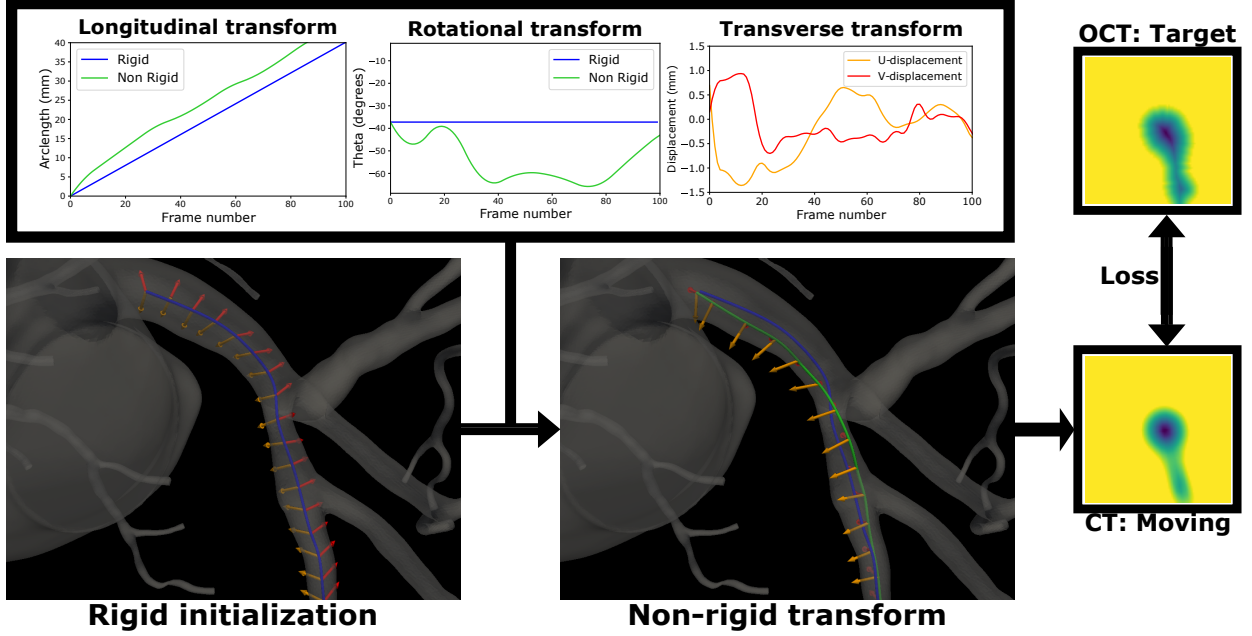 Longitudinal transform
Rotational transform
Transverse transform
OCT: Target
Arclength (mm)
40
35
30
25
20
15
10
5
0
Rigid
Non Rigid
0
20
40
60
80
100
Frame number
Theta (degrees)
−10
−20
−30
−40
−50
−60
Rigid
Non Rigid
0
20
40
60
80
100
Frame number
Displacement (mm)
1.5
1.0
0.5
0.0
−0.5
−1.0
−1.5
U-displacement
V-displacement
0
20
40
60
80
100
Frame number
Loss
CT: Moving
Rigid initialization
Non-rigid transform